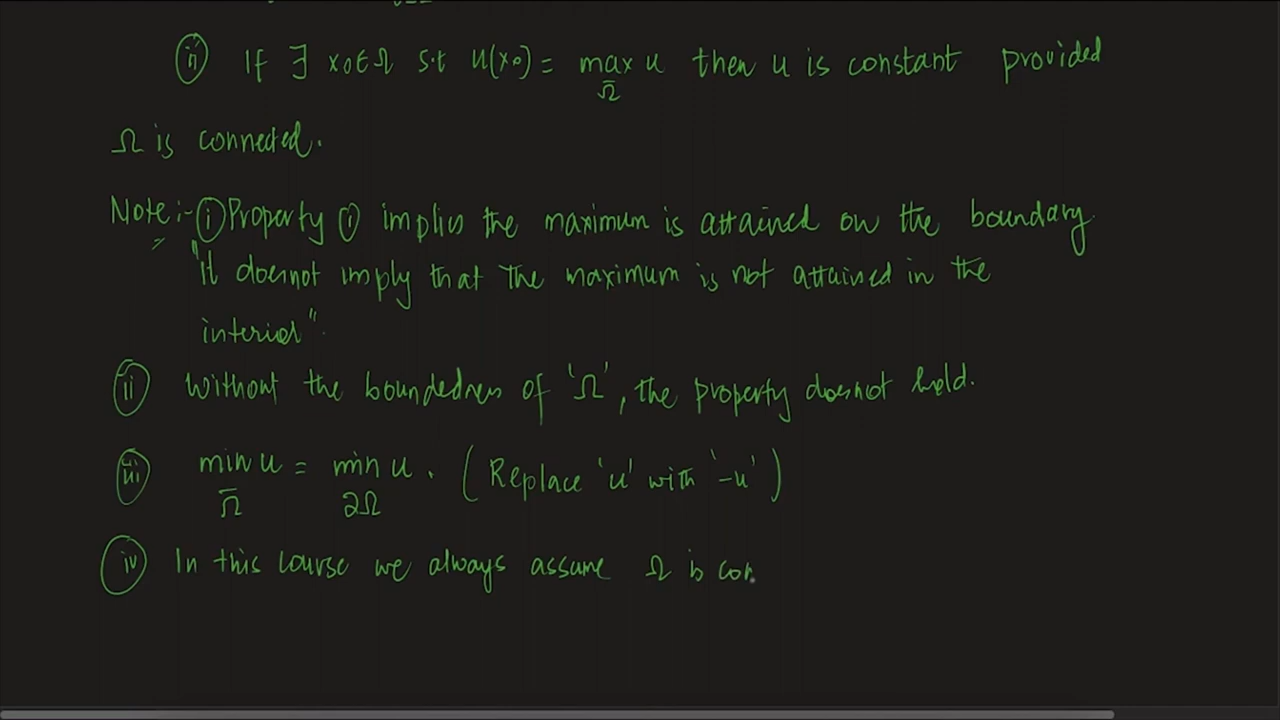 ii) If ∃ x₀∈Ω s.t u(x₀) = max u then u is constant provided
Ω̄
Ω is connected.
Note:- (i) Property (i) implies the maximum is attained on the boundary.
"It doesnot imply that the maximum is not attained in the
interior".
(ii) Without the boundedness of 'Ω', the property doesnot hold.
(iii) min u = min u. (Replace 'u' with '-u')
Ω̄ ∂Ω
(iv) In this course we always assume Ω is con